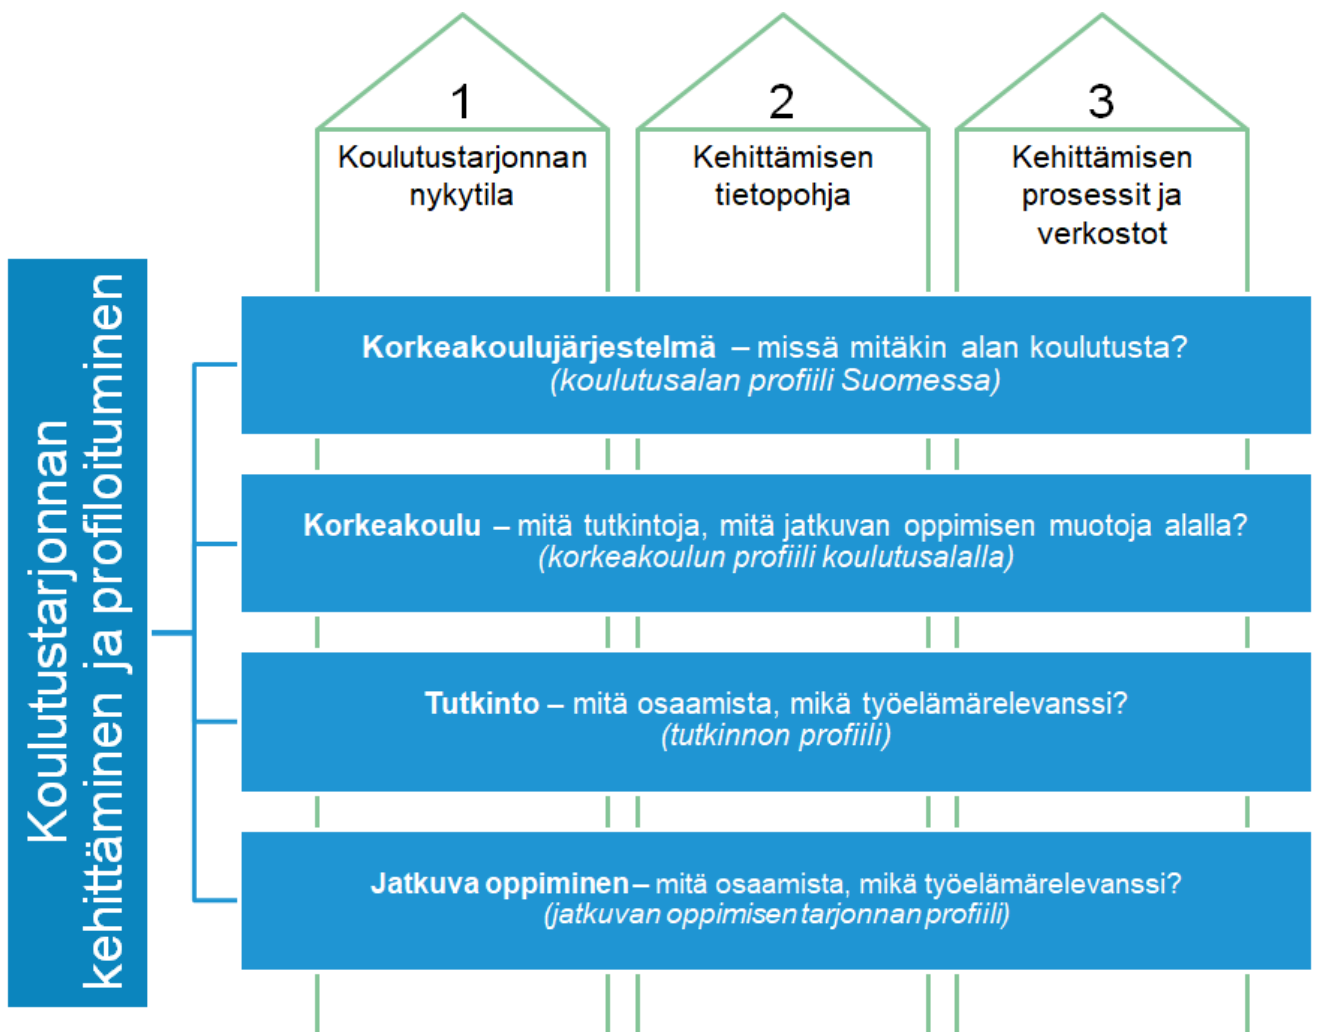 1
Koulutustarjonnan
nykytila
2
Kehittämisen
tietopohja
3
Kehittämisen
prosessit ja
verkostot
Koulutustarjonnan
kehittäminen ja profiloituminen
Korkeakoulujärjestelmä – missä mitäkin alan koulutusta?
(koulutusalan profiili Suomessa)
Korkeakoulu – mitä tutkintoja, mitä jatkuvan oppimisen muotoja alalla?
(korkeakoulun profiili koulutusalalla)
Tutkinto – mitä osaamista, mikä työelämärelevanssi?
(tutkinnon profiili)
Jatkuva oppiminen – mitä osaamista, mikä työelämärelevanssi?
(jatkuvan oppimisen tarjonnan profiili)